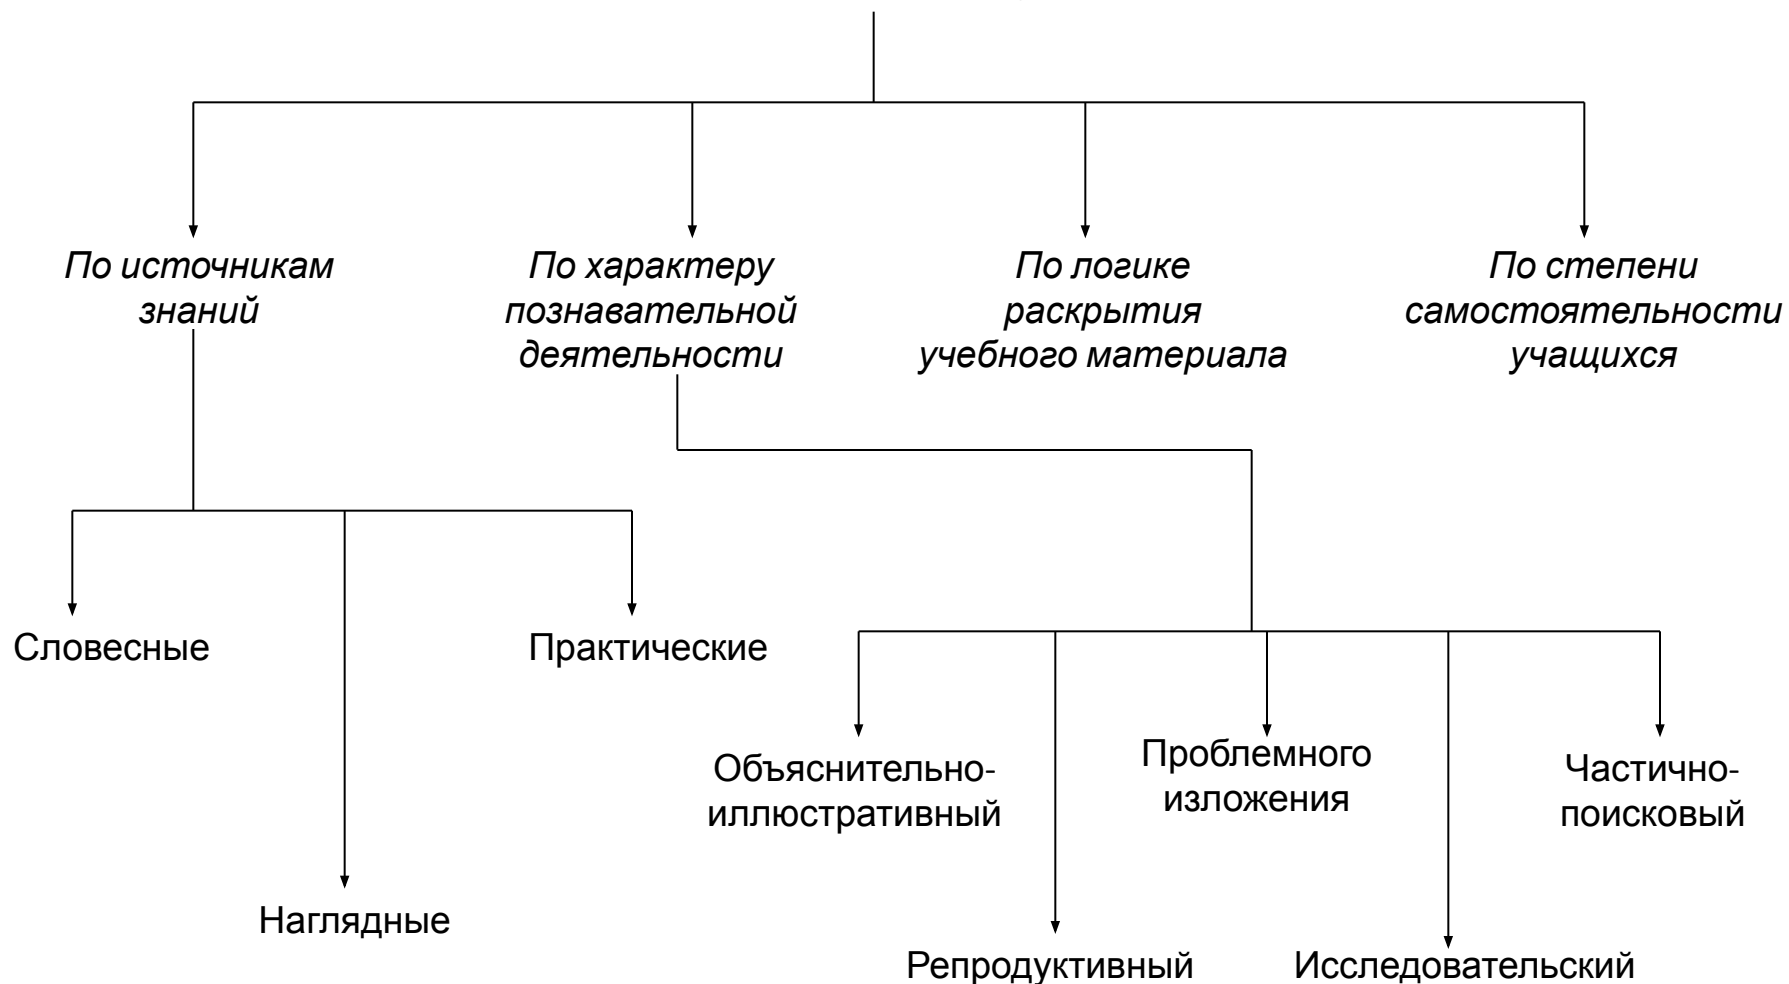 По источникам
знаний
По характеру
познавательной
деятельности
По логике
раскрытия
учебного материала
По степени
самостоятельности
учащихся
Словесные
Практические
Наглядные
Объяснительно-
иллюстративный
Проблемного
изложения
Частично-
поисковый
Репродуктивный
Исследовательский